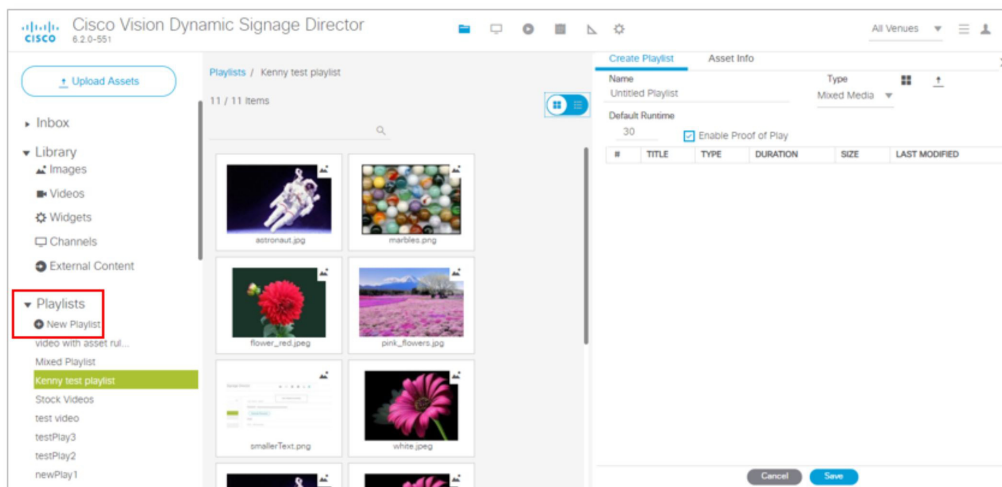 Cisco Vision Dynamic Signage Director
CISCO
6.2.0-551
All Venues
Upload Assets
Inbox
Library
Images
Videos
Widgets
Channels
External Content
Playlists
New Playlist
video with asset rul...
Mixed Playlist
Kenny test playlist
Stock Videos
test video
testPlay3
testPlay2
newPlay1
Playlists / Kenny test playlist
11 / 11 Items
astronaut.jpg
marbles.png
flower_red.jpeg
pink_flowers.jpg
smallerText.png
white.jpeg
Create Playlist
Asset Info
Name
Type
Untitled Playlist
Mixed Media
Default Runtime
30
Enable Proof of Play
# TITLE TYPE DURATION SIZE LAST MODIFIED
Cancel
Save